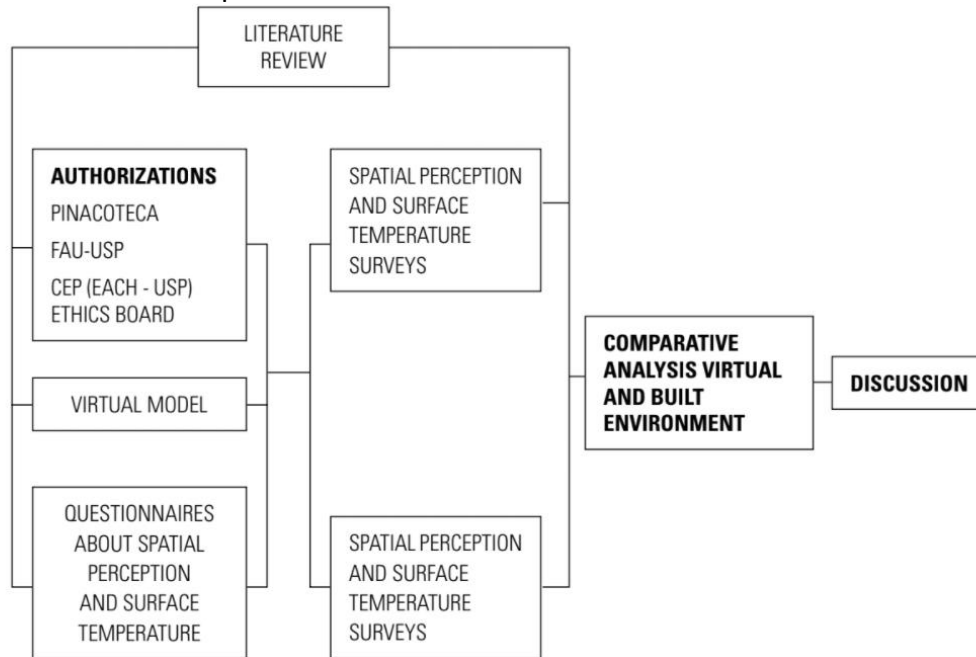 LITERATURE
REVIEW
AUTHORIZATIONS
PINACOTECA
FAU-USP
CEP (EACH - USP)
ETHICS BOARD
VIRTUAL MODEL
QUESTIONNAIRES
ABOUT SPATIAL
PERCEPTION
AND SURFACE
TEMPERATURE
SPATIAL PERCEPTION
AND SURFACE
TEMPERATURE
SURVEYS
SPATIAL PERCEPTION
AND SURFACE
TEMPERATURE
SURVEYS
COMPARATIVE
ANALYSIS VIRTUAL
AND BUILT
ENVIRONMENT
DISCUSSION